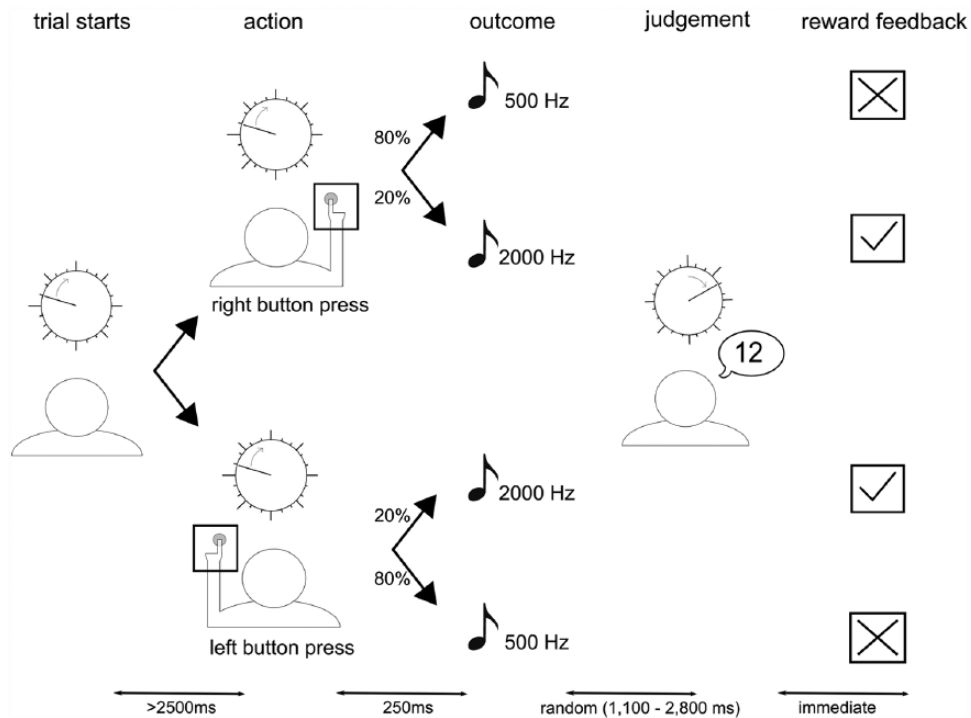 trial starts
action
outcome
judgement
reward feedback
500 Hz
80%
20%
2000 Hz
right button press
12
2000 Hz
20%
80%
500 Hz
left button press
>2500ms
250ms
random (1,100 - 2,800 ms)
immediate